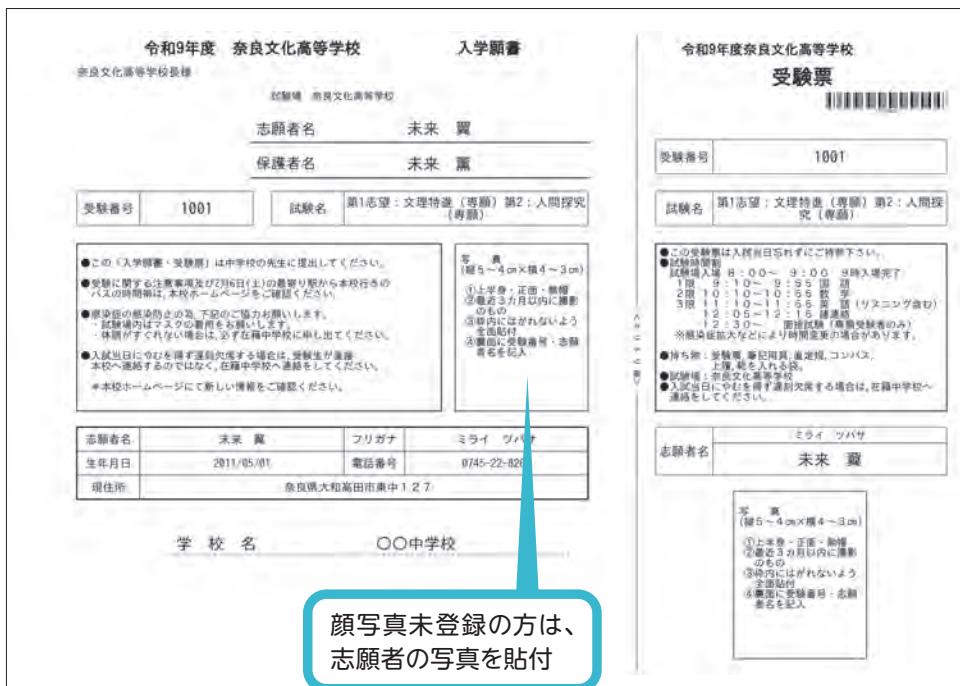 令和9年度 奈良文化高等学校 入学願書
奈良文化高等学校長様
試験場 奈良文化高等学校
志願者名 未来 翼
保護者名 未来 薫
受験番号 1001
試験名 第1志望：文理特進（専願）第2：人間探究（専願）
●この「入学願書・受験票」は中学校の先生に提出してください。
●受験に関する注意事項及び2月6日(土)の最寄り駅から本校行きの
バスの時間帯は、本校ホームページをご確認ください。
●感染症の感染防止の為、下記のご協力お願いします。
・試験場内はマスクの着用をお願いします。
・体調がすぐれない場合は、必ず在籍中学校に申し出てください。
●入試当日にやむを得ず遅刻欠席する場合は、受験生が直接
本校へ連絡するのではなく、在籍中学校へ連絡をしてください。
＊本校ホームページにて新しい情報をご確認ください。
写 真
(縦5～4㎝×横4～3㎝)
①上半身・正面・無帽
②最近3カ月以内に撮影
のもの
③枠内にはがれないよう
全面貼付
④裏面に受験番号・志願
者名を記入
志願者名 未来 翼 フリガナ ミライ ツバサ
生年月日 2011/05/01 電話番号 0745-22-82
現住所 奈良県大和高田市東中127
学校名 〇〇中学校
顔写真未登録の方は、
志願者の写真を貼付
令和9年度奈良文化高等学校
受験票
受験番号 1001
試験名 第1志望：文理特進（専願）第2：人間探
究（専願）
●この受験票は入試当日忘れずにご持参下さい。
●試験時間割
試験場入場 8：00～ 9：00 9時入場完了
1限 9：10～ 9：55 国 語
2限 10：10～10：55 数 学
3限 11：10～11：55 英 語（リスニング含む）
12：05～12：15 諸連絡
12：30～ 面接試験（専願受験者のみ）
※感染症拡大などにより時間変更の場合があります。
●持ち物：受験票、筆記用具、直定規、コンパス、
上履、靴を入れる袋。
●試験場：奈良文化高等学校
●入試当日にやむを得ず遅刻欠席する場合は、在籍中学校へ
連絡をしてください。
志願者名
ミライ ツバサ
未来 翼
写 真
(縦5～4㎝×横4～3㎝)
①上半身・正面・無帽
②最近3カ月以内に撮影
のもの
③枠内にはがれないよう
全面貼付
④裏面に受験番号・志願
者名を記入